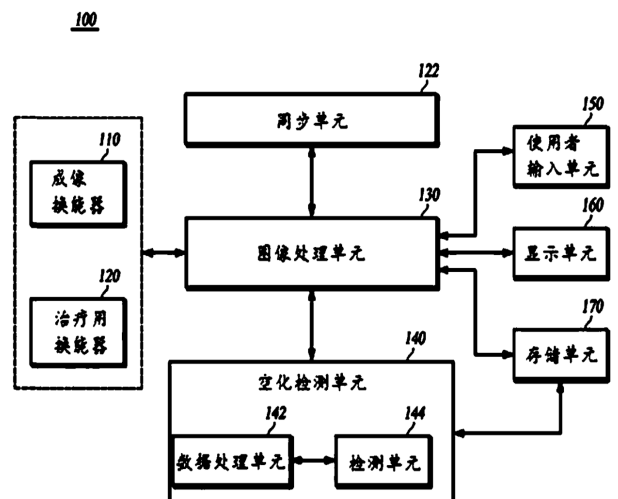 100
122
同步单元
110
成像
换能器
120
治疗用
换能器
130
图像处理单元
150
使用者
输入单元
160
显示单元
170
存储单元
140
空化检测单元
142
数据处理单元
144
检测单元